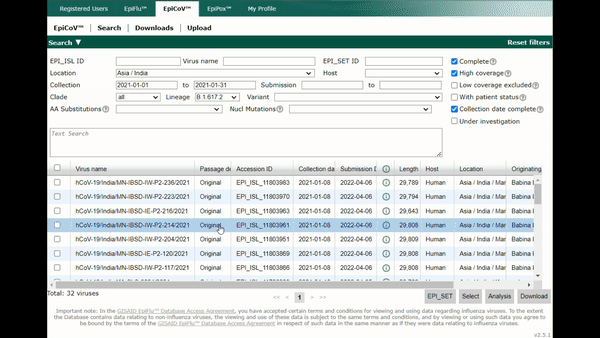 Registered Users EpiFlu™ EpiCoV™ EpiPox™ My Profile
EpiCoV™ Search Downloads Upload
Search Reset filters
EPI_ISL ID Virus name EPI_SET ID Complete
Location Asia / India Host High coverage
Collection 2021-01-01 to 2021-01-31 Submission to Low coverage excluded
Clade all Lineage B.1.617.2 Variant With patient status
AA Substitutions Nucl Mutations Collection date complete
Under investigation
Text Search
Virus name Passage de Accession ID Collection da Submission D Length Host Location Originating
hCoV-19/India/MN-IBSD-IW-P2-236/2021 Original EPI_ISL_11803983 2021-01-08 2022-04-06 29,789 Human Asia / India / Mar Babina
hCoV-19/India/MN-IBSD-IW-P2-223/2021 Original EPI_ISL_11803970 2021-01-08 2022-04-06 29,794 Human Asia / India / Mar Babina
hCoV-19/India/MN-IBSD-IE-P2-216/2021 Original EPI_ISL_11803963 2021-01-08 2022-04-06 29,643 Human Asia / India / Mar Babina
hCoV-19/India/MN-IBSD-IW-P2-214/2021 Original EPI_ISL_11803961 2021-01-08 2022-04-06 29,808 Human Asia / India / Mar Babina
hCoV-19/India/MN-IBSD-IW-P2-204/2021 Original EPI_ISL_11803951 2021-01-08 2022-04-06 29,809 Human Asia / India / Mar Babina
hCoV-19/India/MN-IBSD-IE-P2-120/2021 Original EPI_ISL_11803869 2021-01-08 2022-04-06 29,808 Human Asia / India / Mar Babina
hCoV-19/India/MN-IBSD-IW-P2-117/2021 Original EPI_ISL_11803866 2021-01-08 2022-04-06 29,808 Human Asia / India / Mar Babina
Total: 32 viruses << < 1 > >> EPI_SET Select Analysis Download
Important note: In the GISAID EpiFlu™ Database Access Agreement, you have accepted certain terms and conditions for viewing and using data regarding influenza viruses. To the extent
the Database contains data relating to non-influenza viruses, the viewing and use of these data is subject to the same terms and conditions, and by viewing or using such data you agree to
be bound by the terms of the GISAID EpiFlu™ Database Access Agreement in respect of such data in the same manner as if they were data relating to influenza viruses.